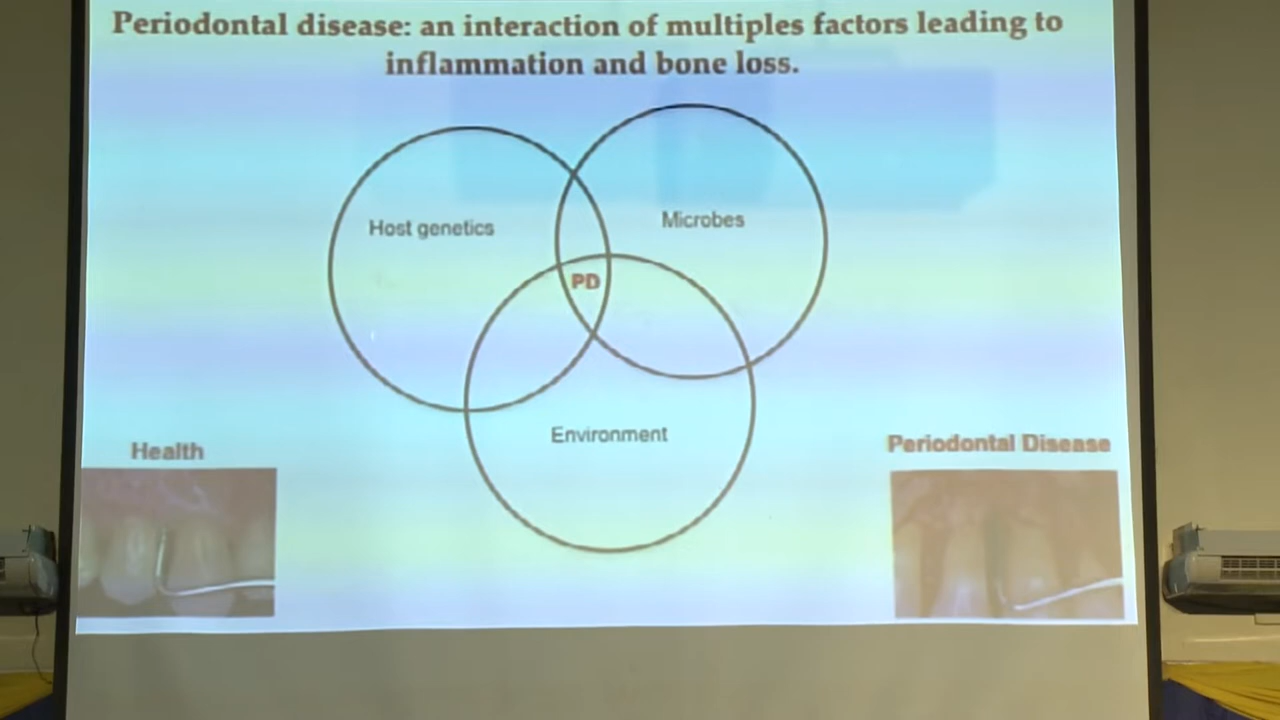 Periodontal disease: an interaction of multiples factors leading to
inflammation and bone loss.
Host genetics
Microbes
PD
Environment
Health
Periodontal Disease